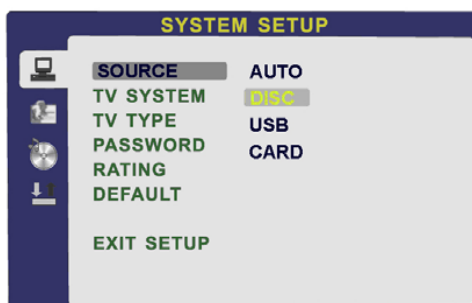 SYSTEM SETUP
SOURCE AUTO
TV SYSTEM DISC
TV TYPE USB
PASSWORD CARD
RATING
DEFAULT
EXIT SETUP